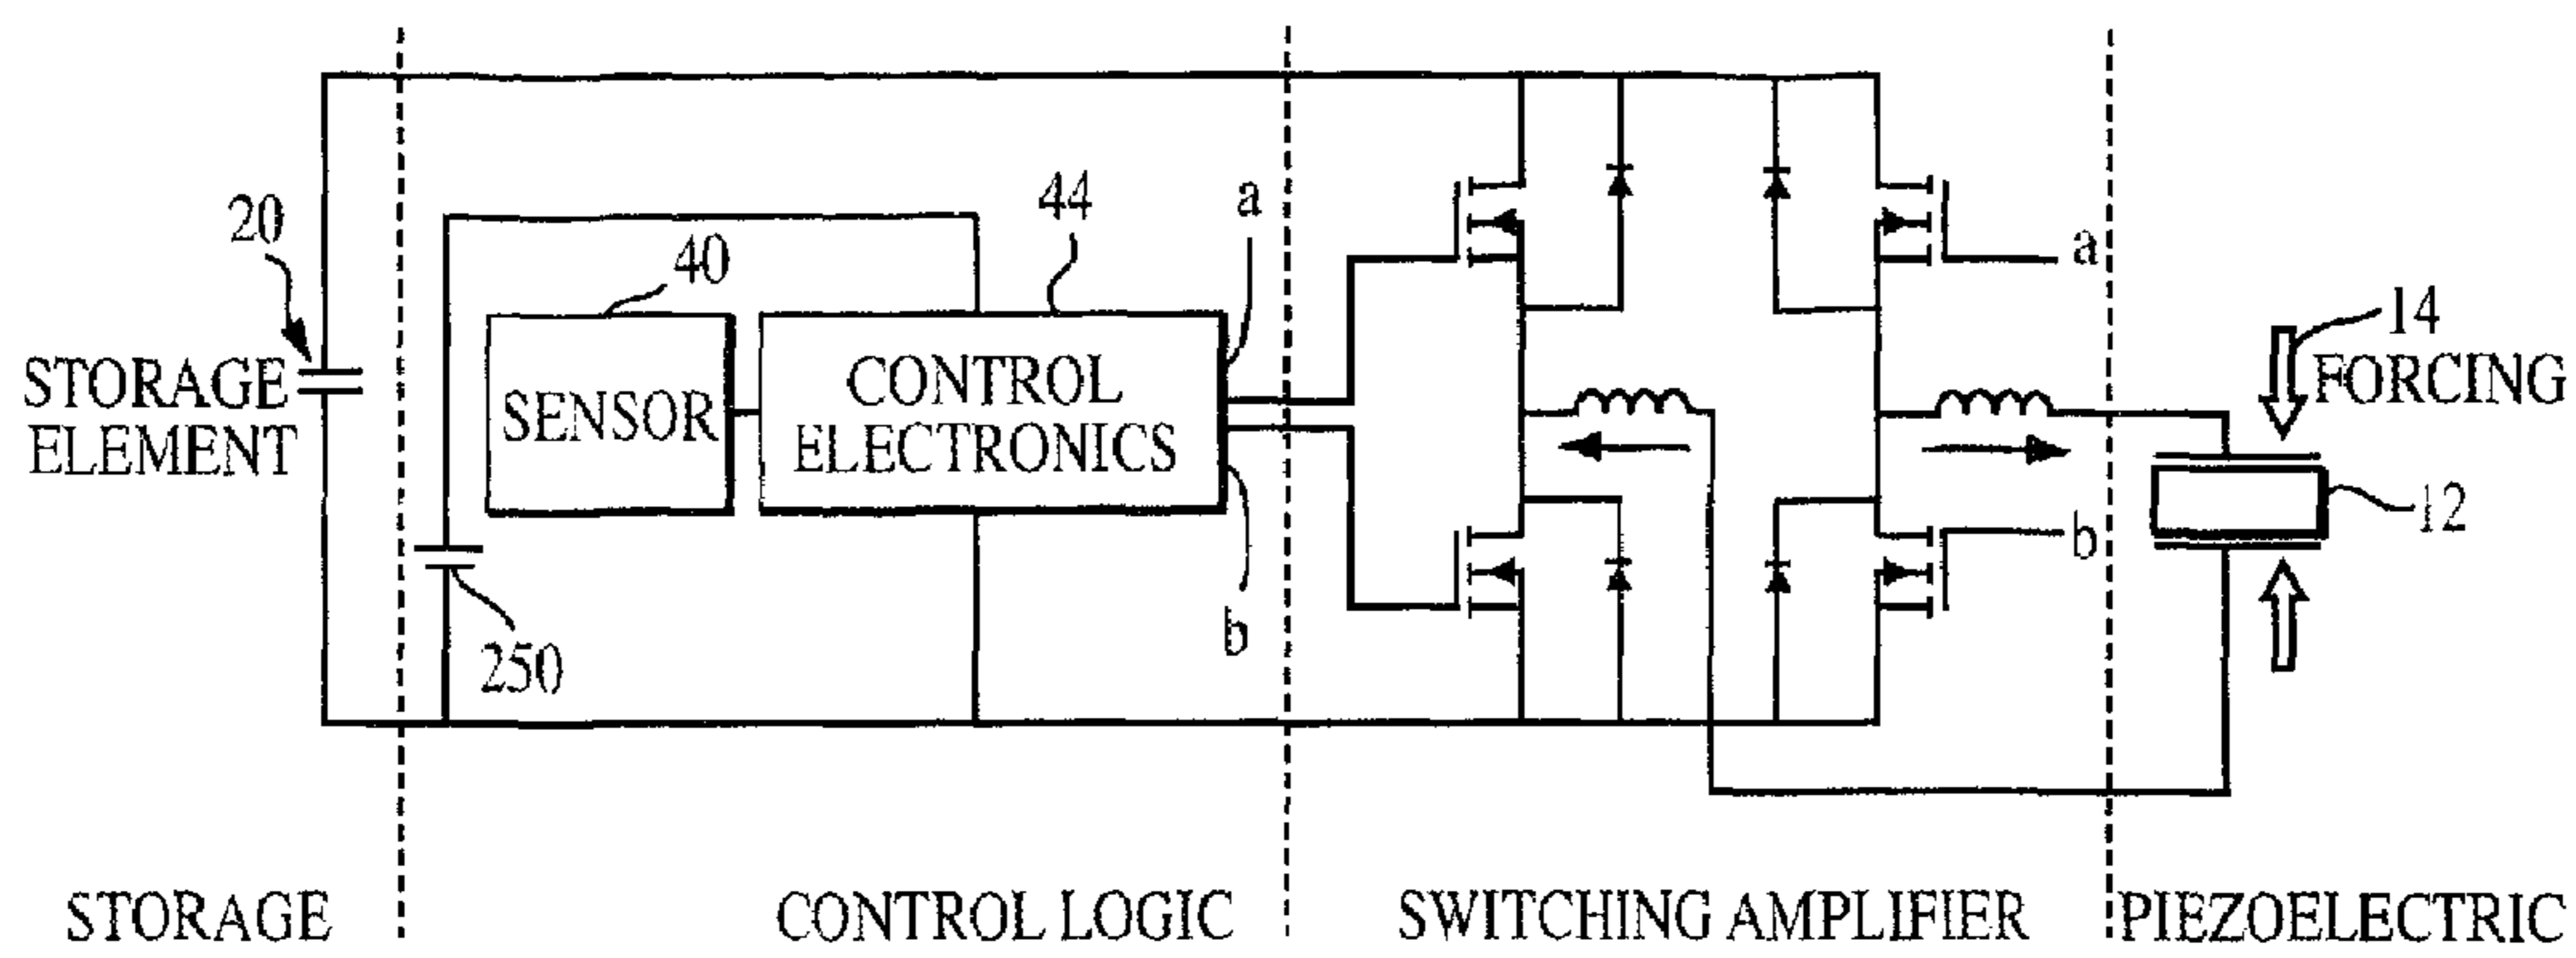 20
STORAGE
ELEMENT
250
40
SENSOR
44
CONTROL
ELECTRONICS
a
b
a
b
14
FORCING
12
STORAGE
CONTROL LOGIC
SWITCHING AMPLIFIER
PIEZOELECTRIC